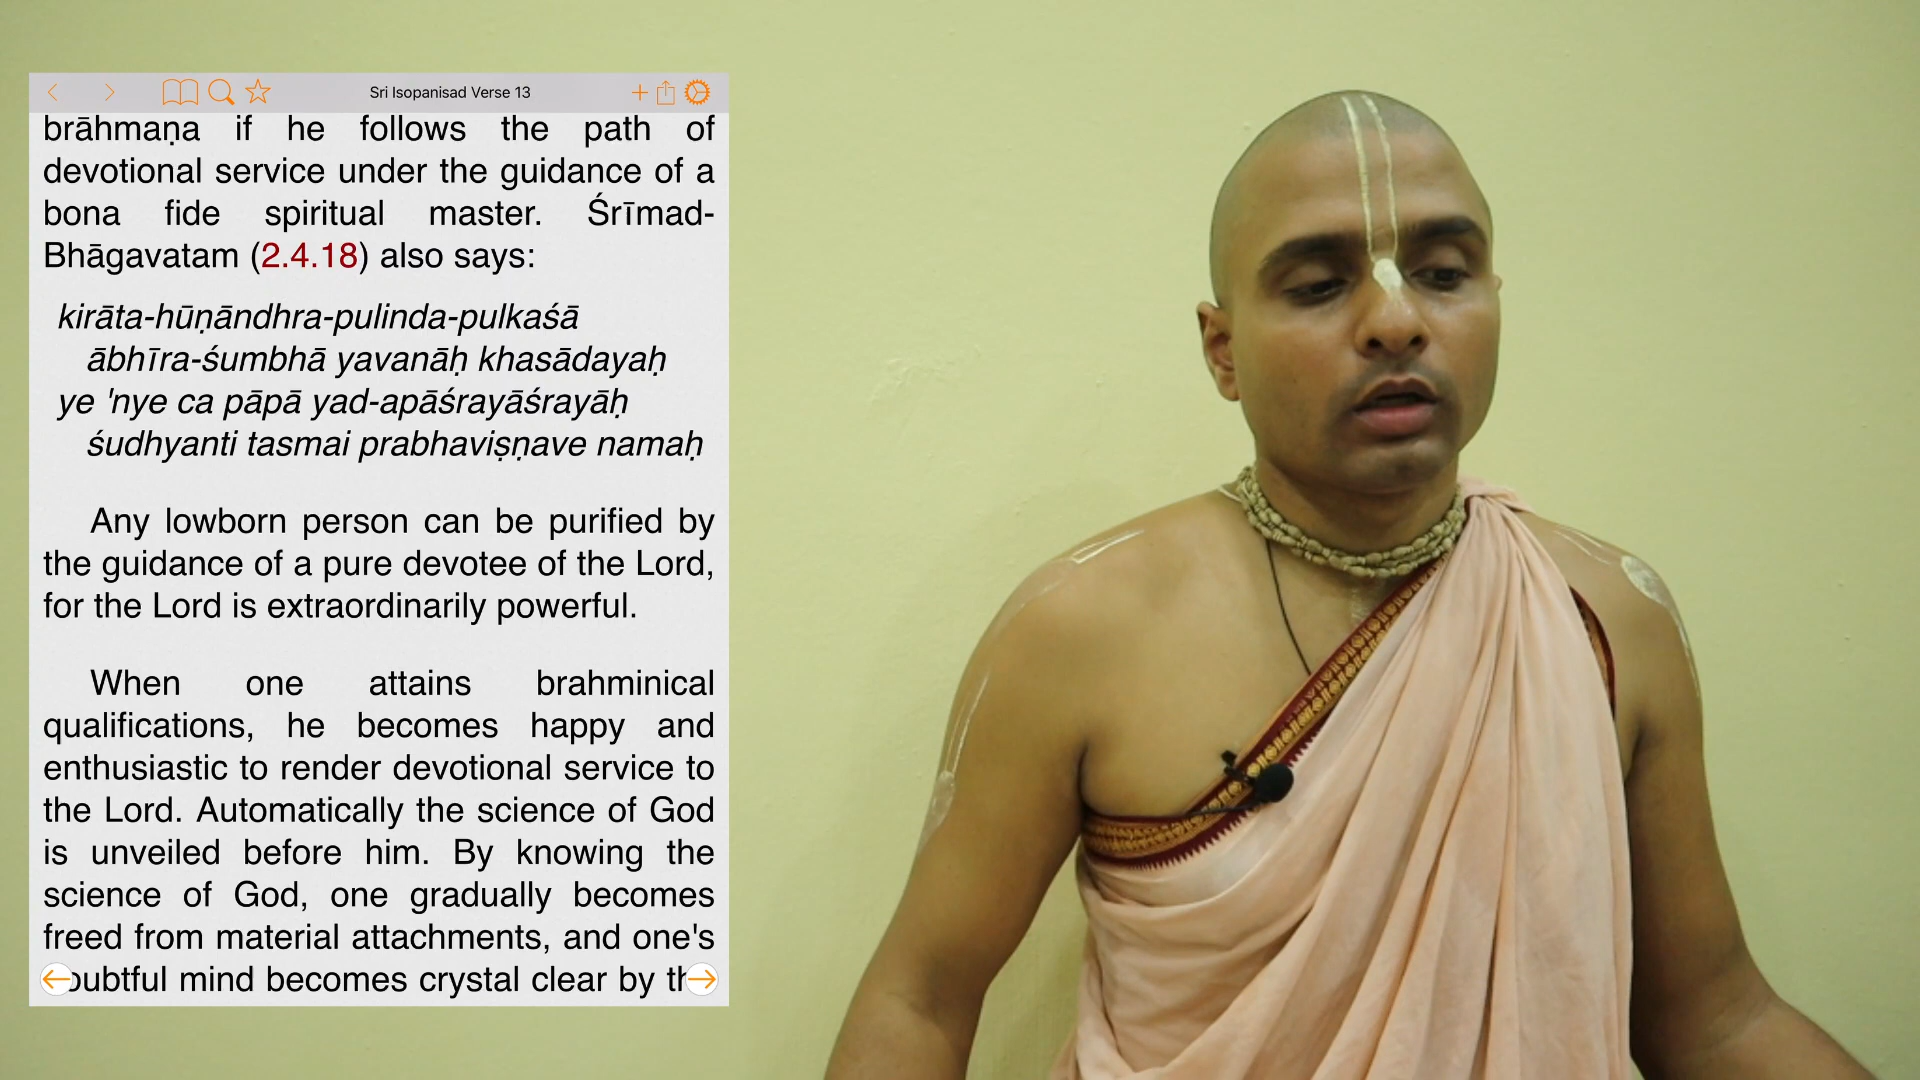 Sri Isopanisad Verse 13
brāhmaṇa if he follows the path of
devotional service under the guidance of a
bona fide spiritual master. Śrīmad-
Bhāgavatam (2.4.18) also says:
kirāta-hūṇāndhra-pulinda-pulkaśā
ābhīra-śumbhā yavanāḥ khasādayaḥ
ye 'nye ca pāpā yad-apāśrayāśrayāḥ
śudhyanti tasmai prabhaviṣṇave namaḥ
Any lowborn person can be purified by
the guidance of a pure devotee of the Lord,
for the Lord is extraordinarily powerful.
When one attains brahminical
qualifications, he becomes happy and
enthusiastic to render devotional service to
the Lord. Automatically the science of God
is unveiled before him. By knowing the
science of God, one gradually becomes
freed from material attachments, and one's
mind becomes crystal clear by